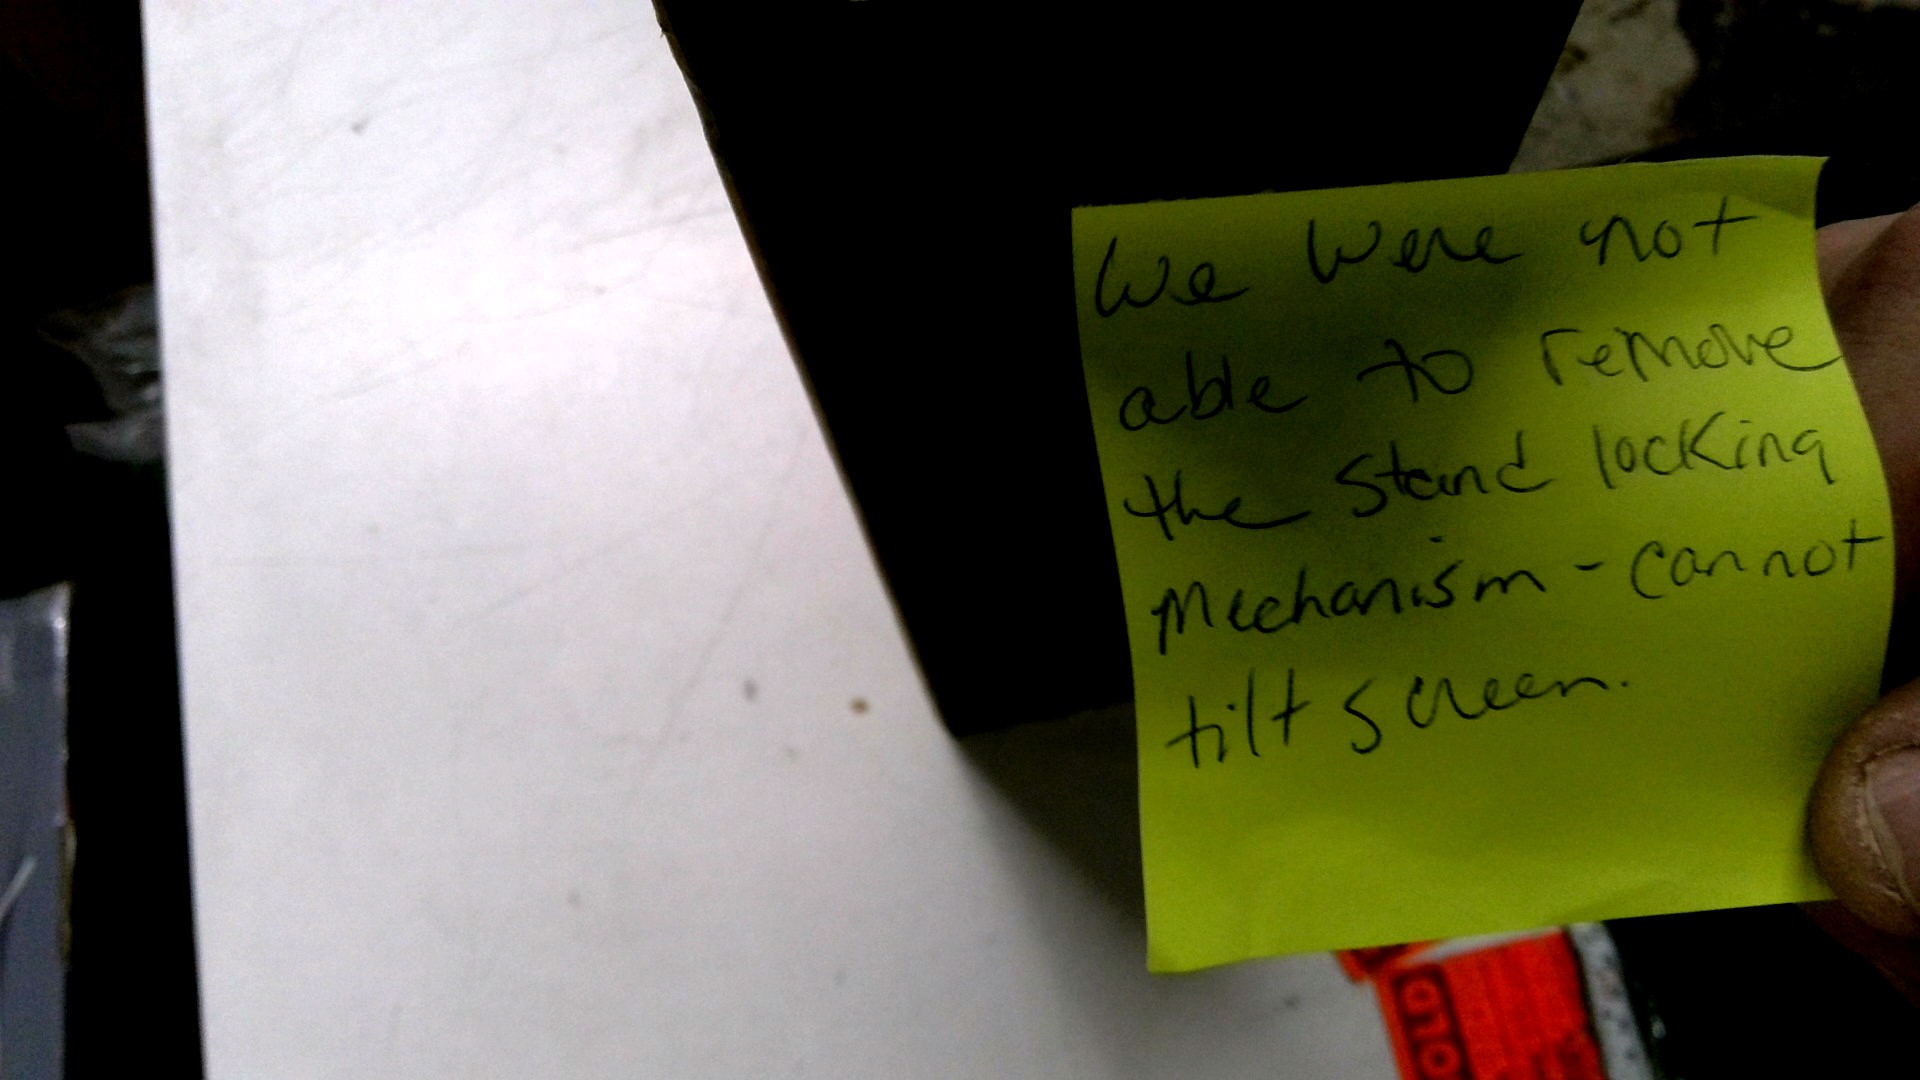 We were not
able to remove
the stand locking
Mechanism - cannot
tilt screen.